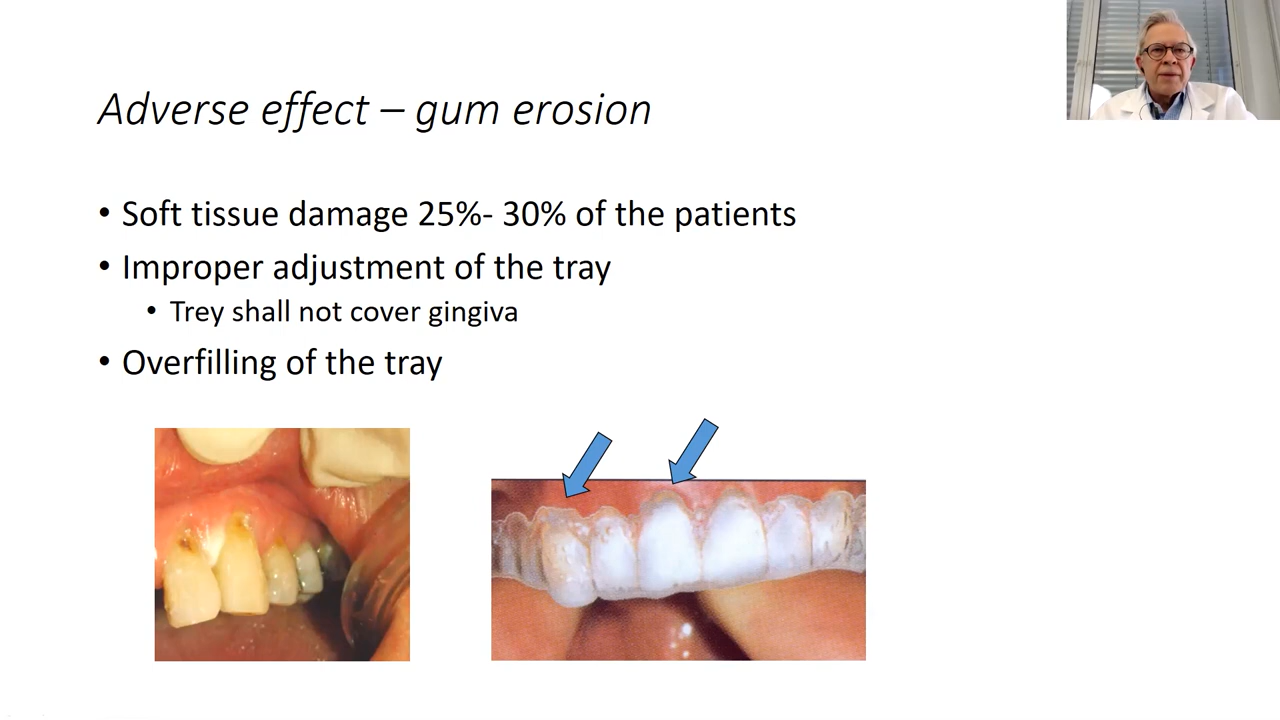 Adverse effect – gum erosion
• Soft tissue damage 25%- 30% of the patients
• Improper adjustment of the tray
• Trey shall not cover gingiva
• Overfilling of the tray